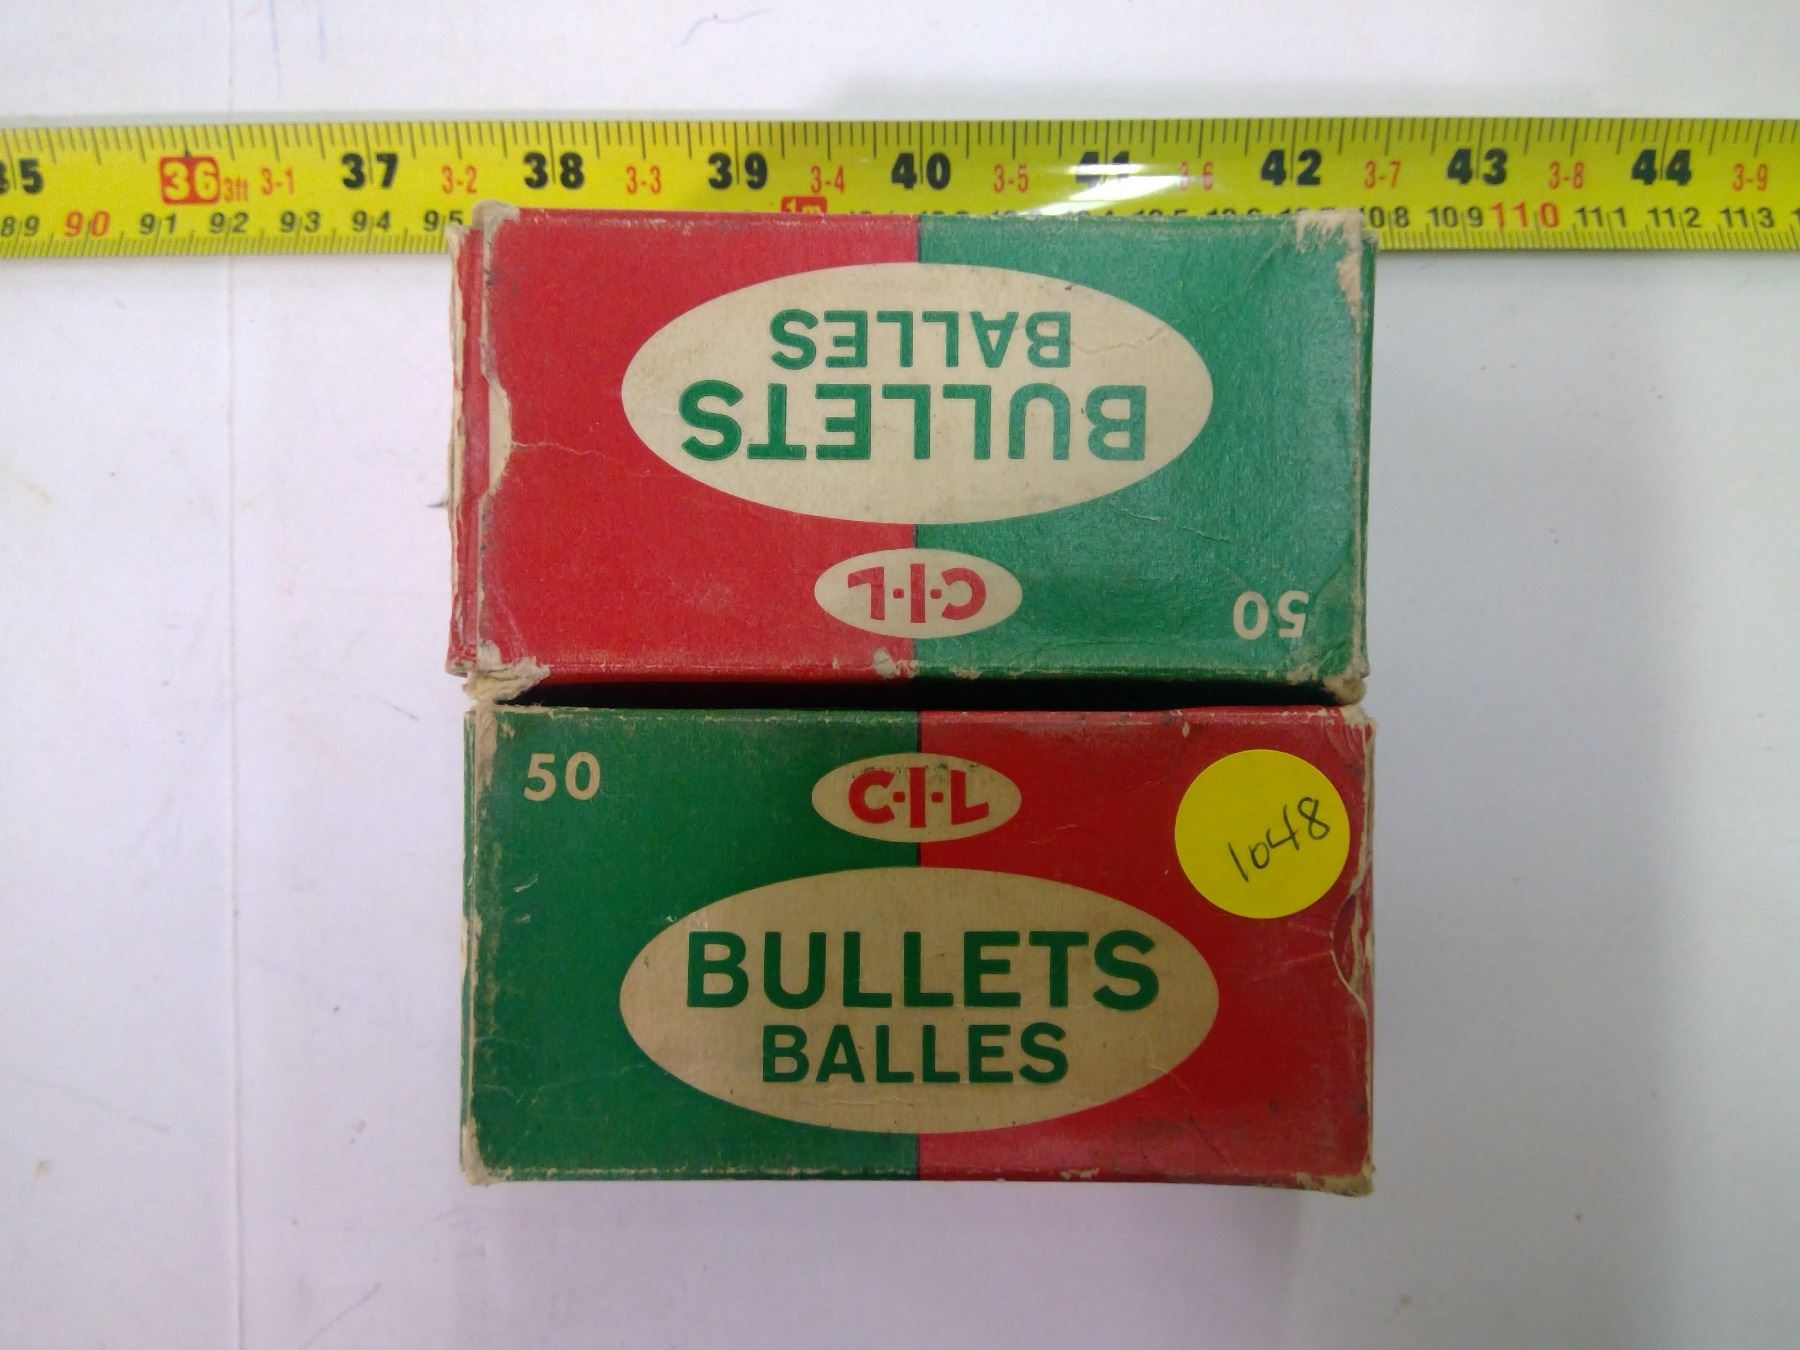 35 36 3ft 3-1 37 3-2 38 3-3 39 3-4 40 3-5 41 42 3-7 43 3-8 44 3-9
89 90 91 92 93 94 95 1m 108 109 110 111 112 113
50
C·I·L
BULLETS
BALLES
50
C·I·L
1048
BULLETS
BALLES